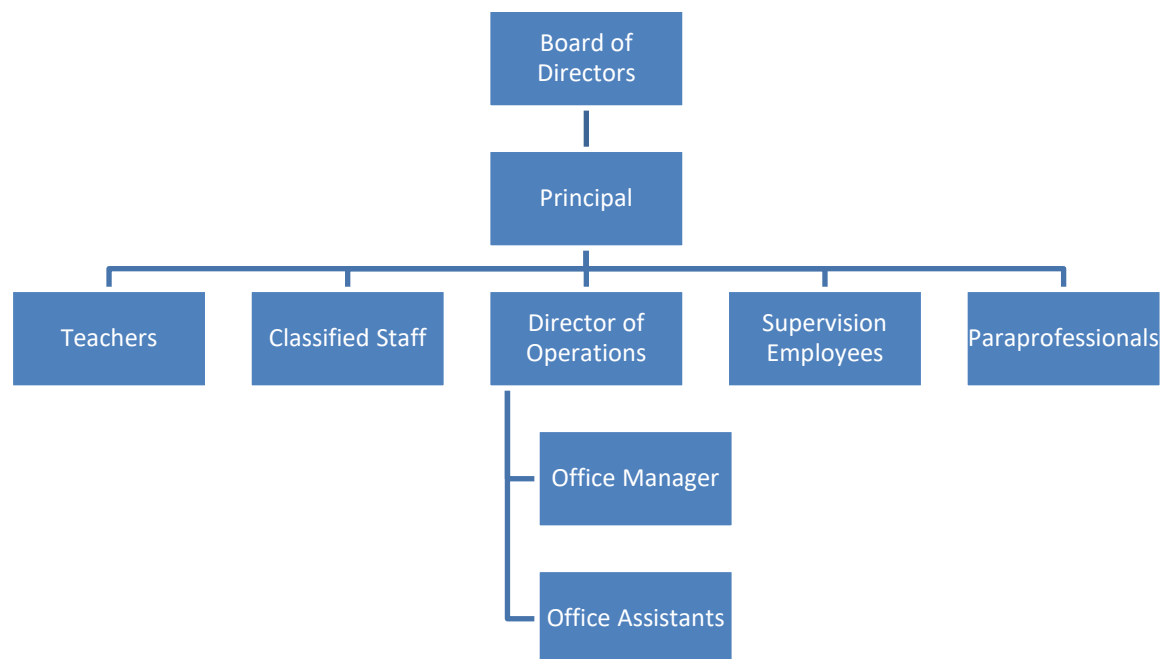 Board of
Directors
Principal
Teachers
Classified Staff
Director of
Operations
Supervision
Employees
Paraprofessionals
Office Manager
Office Assistants